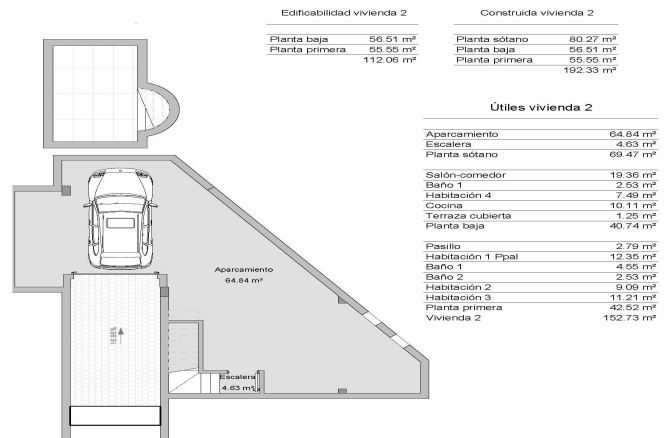 Edificabilidad vivienda 2
Planta baja 56.51 m²
Planta primera 55.55 m²
112.06 m²
Construida vivienda 2
Planta sótano 80.27 m²
Planta baja 56.51 m²
Planta primera 55.55 m²
192.33 m²
Útiles vivienda 2
Aparcamiento 64.84 m²
Escalera 4.63 m²
Planta sótano 69.47 m²
Salón-comedor 19.36 m²
Baño 1 2.53 m²
Habitación 4 7.49 m²
Cocina 10.11 m²
Terraza cubierta 1.25 m²
Planta baja 40.74 m²
Pasillo 2.79 m²
Habitación 1 Ppal 12.35 m²
Baño 1 4.55 m²
Baño 2 2.53 m²
Habitación 2 9.09 m²
Habitación 3 11.21 m²
Planta primera 42.52 m²
Vivienda 2 152.73 m²
Aparcamiento
64.84 m²
Escalera
4.63 m²